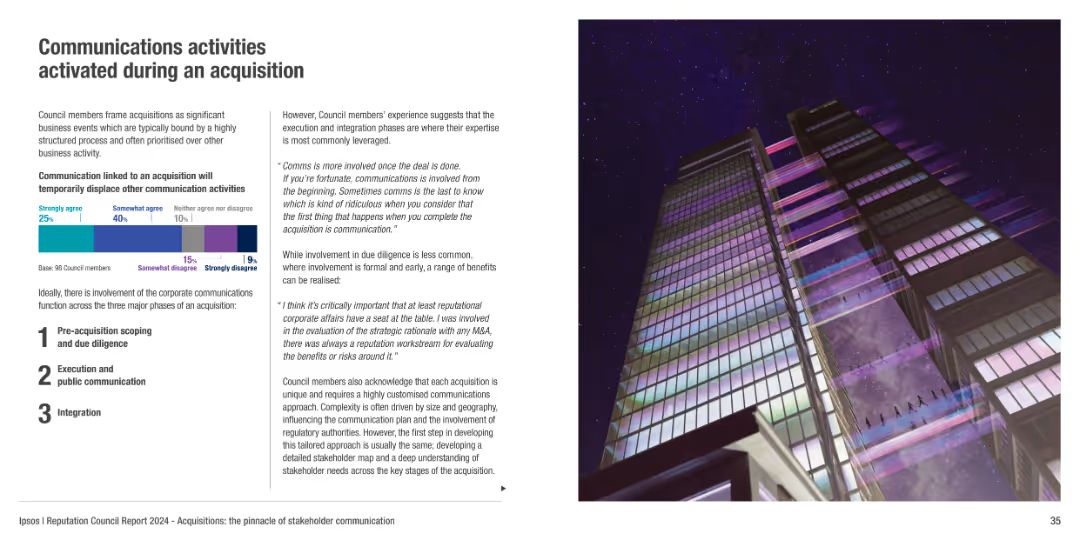 Communications activities
activated during an acquisition
Council members frame acquisitions as significant
business events which are typically bound by a highly
structured process and often prioritised over other
business activity.
Communication linked to an acquisition will
temporarily displace other communication activities
Strongly agree
25%
Somewhat agree
40%
Neither agree nor disagree
10%
15%
Somewhat disagree
9%
Strongly disagree
Base: 98 Council members
Ideally, there is involvement of the corporate communications
function across the three major phases of an acquisition:
1 Pre-acquisition scoping
and due diligence
2 Execution and
public communication
3 Integration
However, Council members’ experience suggests that the
execution and integration phases are where their expertise
is most commonly leveraged.
“Comms is more involved once the deal is done.
If you’re fortunate, communications is involved from
the beginning. Sometimes comms is the last to know
which is kind of ridiculous when you consider that
the first thing that happens when you complete the
acquisition is communication.”
While involvement in due diligence is less common,
where involvement is formal and early, a range of benefits
can be realised:
“I think it’s critically important that at least reputational
corporate affairs have a seat at the table. I was involved
in the evaluation of the strategic rationale with any M&A,
there was always a reputation workstream for evaluating
the benefits or risks around it.”
Council members also acknowledge that each acquisition is
unique and requires a highly customised communications
approach. Complexity is often driven by size and geography,
influencing the communication plan and the involvement of
regulatory authorities. However, the first step in developing
this tailored approach is usually the same; developing a
detailed stakeholder map and a deep understanding of
stakeholder needs across the key stages of the acquisition.
Ipsos | Reputation Council Report 2024 - Acquisitions: the pinnacle of stakeholder communication
35